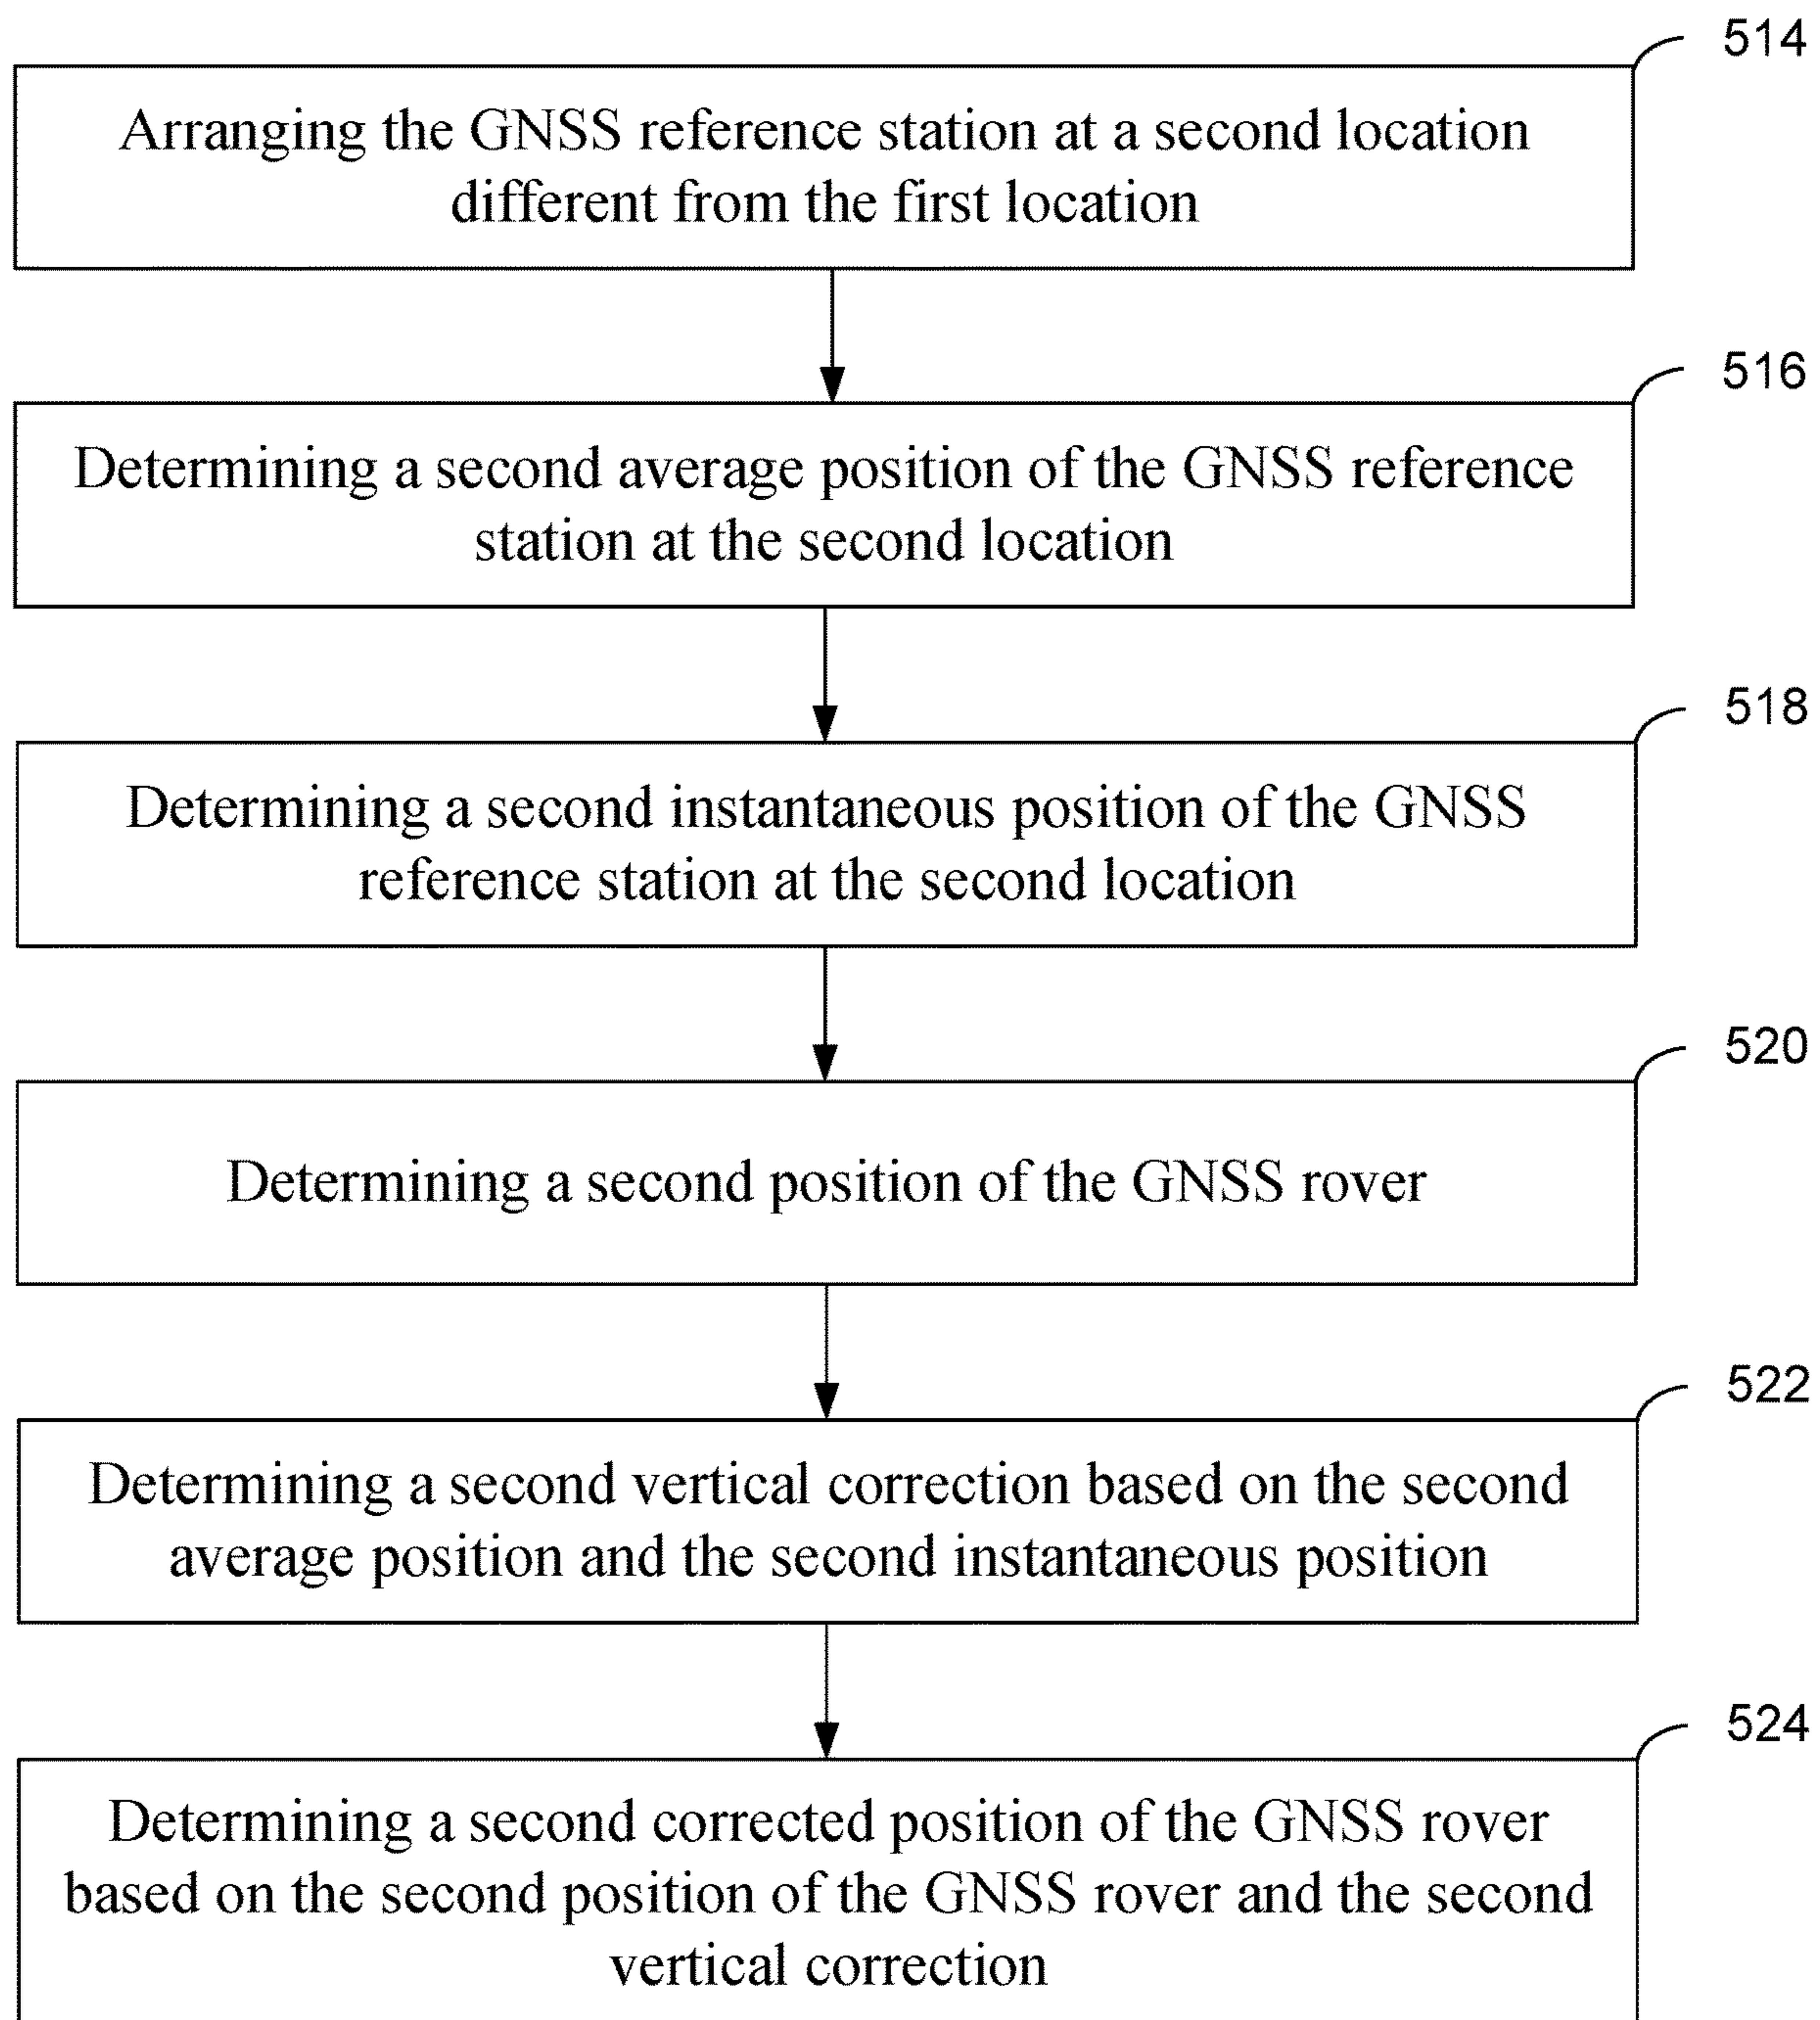 514
Arranging the GNSS reference station at a second location
different from the first location
516
Determining a second average position of the GNSS reference
station at the second location
518
Determining a second instantaneous position of the GNSS
reference station at the second location
520
Determining a second position of the GNSS rover
522
Determining a second vertical correction based on the second
average position and the second instantaneous position
524
Determining a second corrected position of the GNSS rover
based on the second position of the GNSS rover and the second
vertical correction